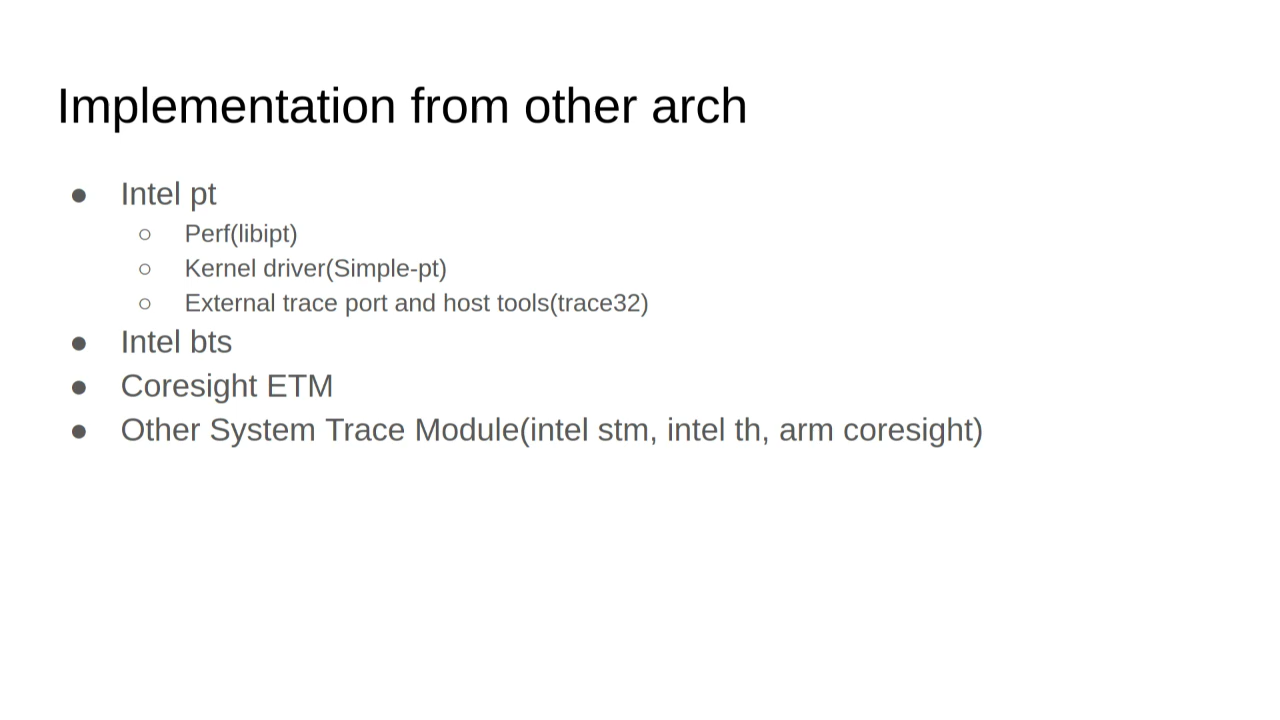 Implementation from other arch
● Intel pt
○ Perf(libipt)
○ Kernel driver(Simple-pt)
○ External trace port and host tools(trace32)
● Intel bts
● Coresight ETM
● Other System Trace Module(intel stm, intel th, arm coresight)